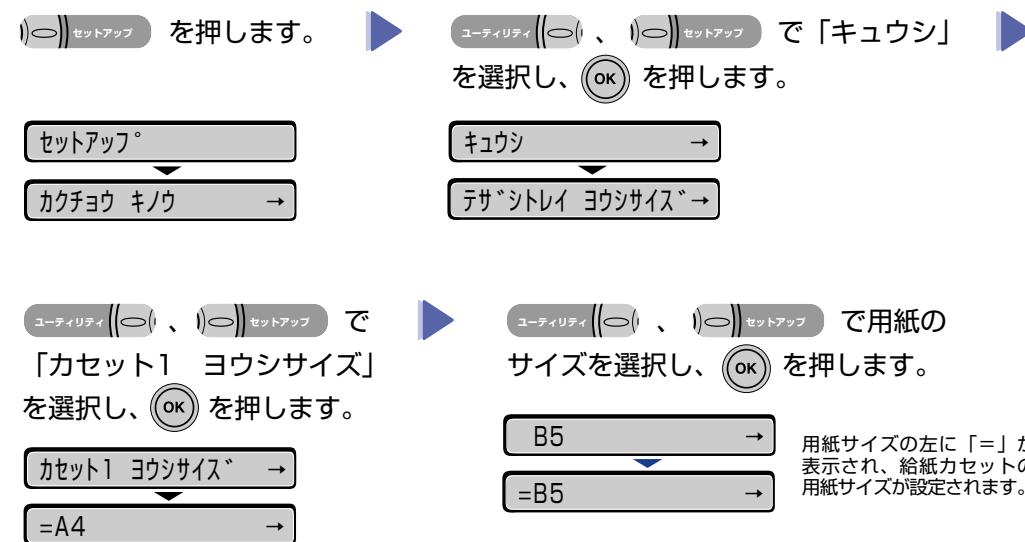 セットアップ を押します。
ユーティリティ 、 セットアップ で「キュウシ」
を選択し、OK を押します。
セットアップ
カクチョウ キノウ →
キュウシ →
テザシトレイ ヨウシサイズ→
ユーティリティ 、 セットアップ で
「カセット1 ヨウシサイズ」
を選択し、OK を押します。
カセット1 ヨウシサイズ →
=A4 →
ユーティリティ 、 セットアップ で用紙の
サイズを選択し、 OK を押します。
B5 →
=B5 →
用紙サイズの左に「=」が
表示され、給紙カセットの
用紙サイズが設定されます。